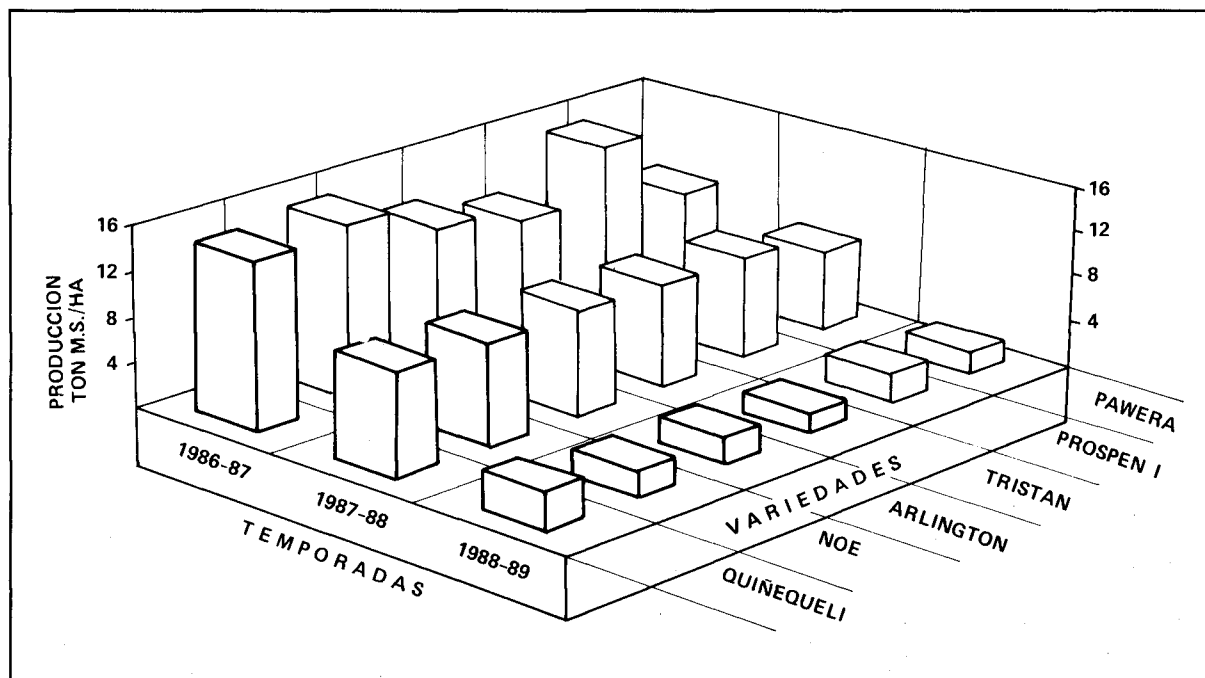 PRODUCCION
TON M.S./HA
16
12
8
4
16
12
8
4
1986-87
1987-88
1988-89
TEMPORADAS
VARIEDADES
QUIÑEQUELI
NOE
ARLINGTON
TRISTAN
PROSPEN I
PAWERA